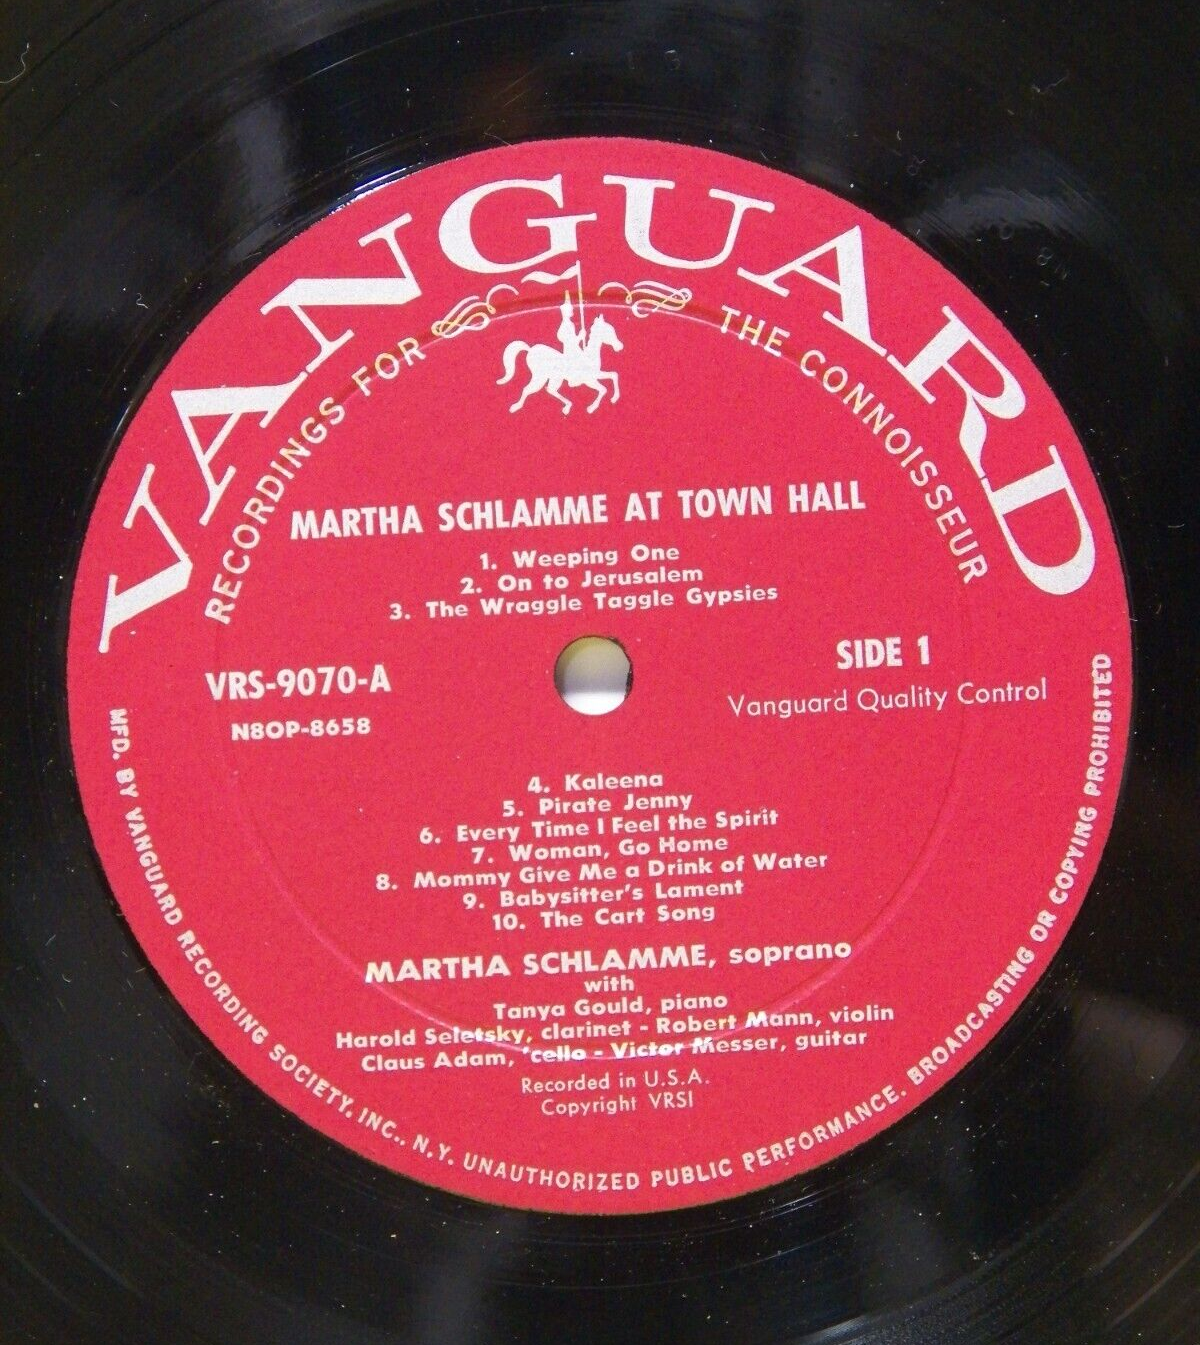 VANGUARD
RECORDINGS FOR THE CONNOISSEUR
MARTHA SCHLAMME AT TOWN HALL
1. Weeping One
2. On to Jerusalem
3. The Wraggle Taggle Gypsies
VRS-9070-A
N8OP-8658
SIDE 1
Vanguard Quality Control
4. Kaleena
5. Pirate Jenny
6. Every Time I Feel the Spirit
7. Woman, Go Home
8. Mommy Give Me a Drink of Water
9. Babysitter's Lament
10. The Cart Song
MARTHA SCHLAMME, soprano
with
Tanya Gould, piano
Harold Seletsky, clarinet - Robert Mann, violin
Claus Adam, 'cello - Victor Messer, guitar
Recorded in U.S.A.
Copyright VRSI
MFD. BY VANGUARD RECORDING SOCIETY, INC., N.Y. UNAUTHORIZED PUBLIC PERFORMANCE. BROADCASTING OR COPYING PROHIBITED